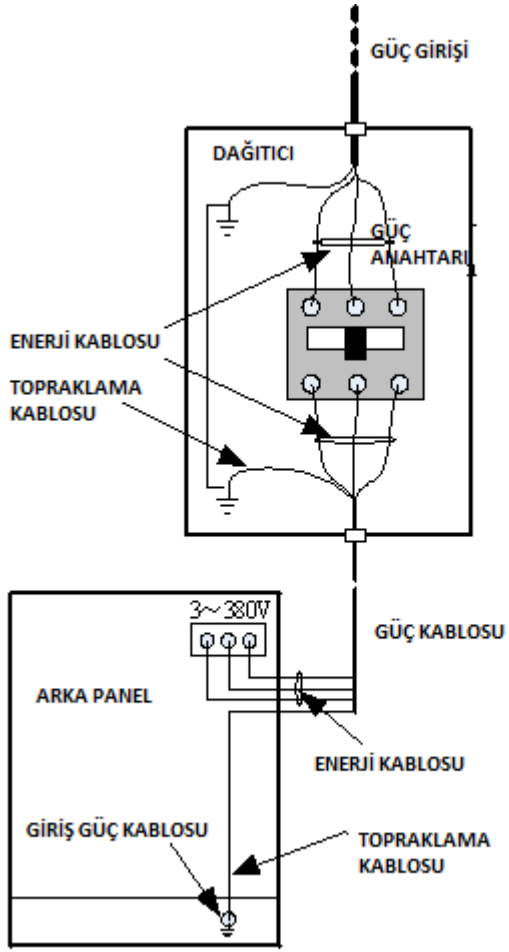 GÜÇ GİRİŞİ
DAĞITICI
GÜÇ
ANAHTARI
ENERJİ KABLOSU
TOPRAKLAMA
KABLOSU
3～380V
GÜÇ KABLOSU
ARKA PANEL
ENERJİ KABLOSU
GİRİŞ GÜÇ KABLOSU
TOPRAKLAMA
KABLOSU